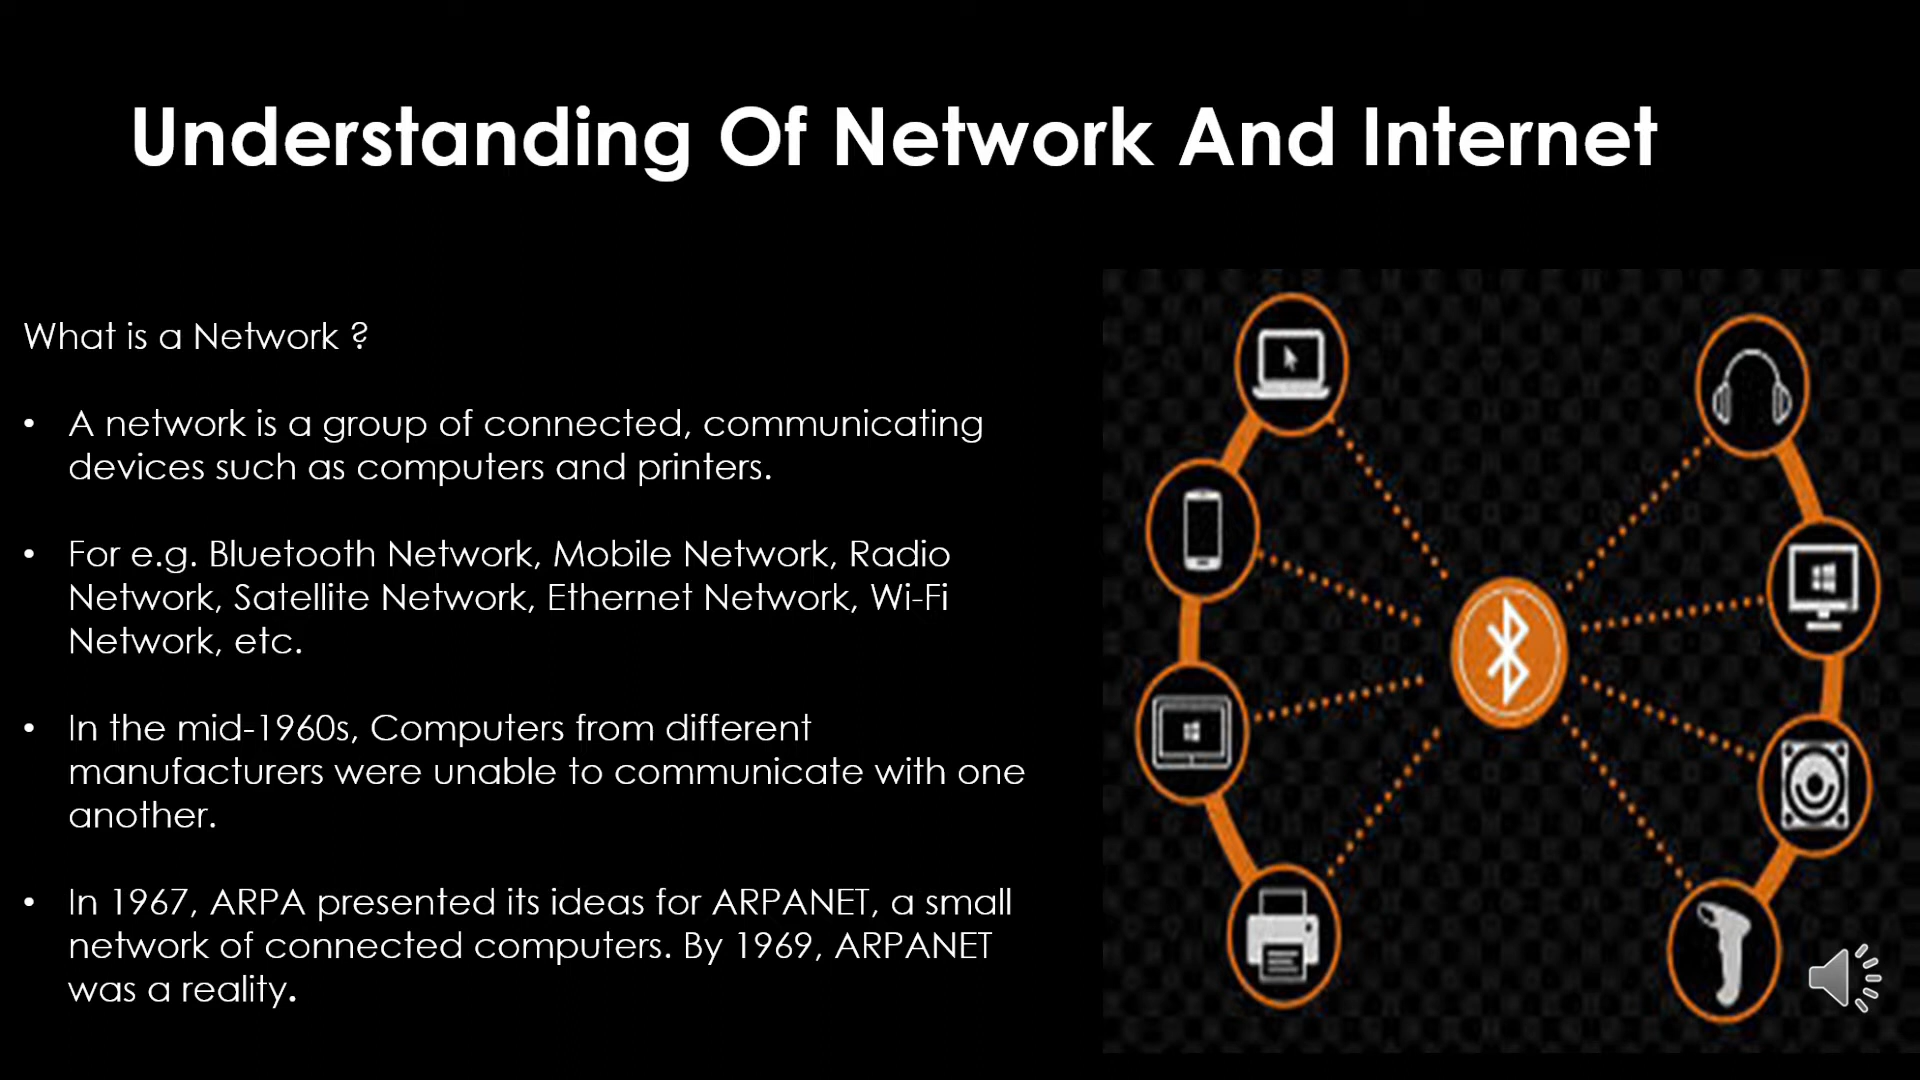 Understanding Of Network And Internet
What is a Network ?
• A network is a group of connected, communicating
devices such as computers and printers.
• For e.g. Bluetooth Network, Mobile Network, Radio
Network, Satellite Network, Ethernet Network, Wi-Fi
Network, etc.
• In the mid-1960s, Computers from different
manufacturers were unable to communicate with one
another.
• In 1967, ARPA presented its ideas for ARPANET, a small
network of connected computers. By 1969, ARPANET
was a reality.